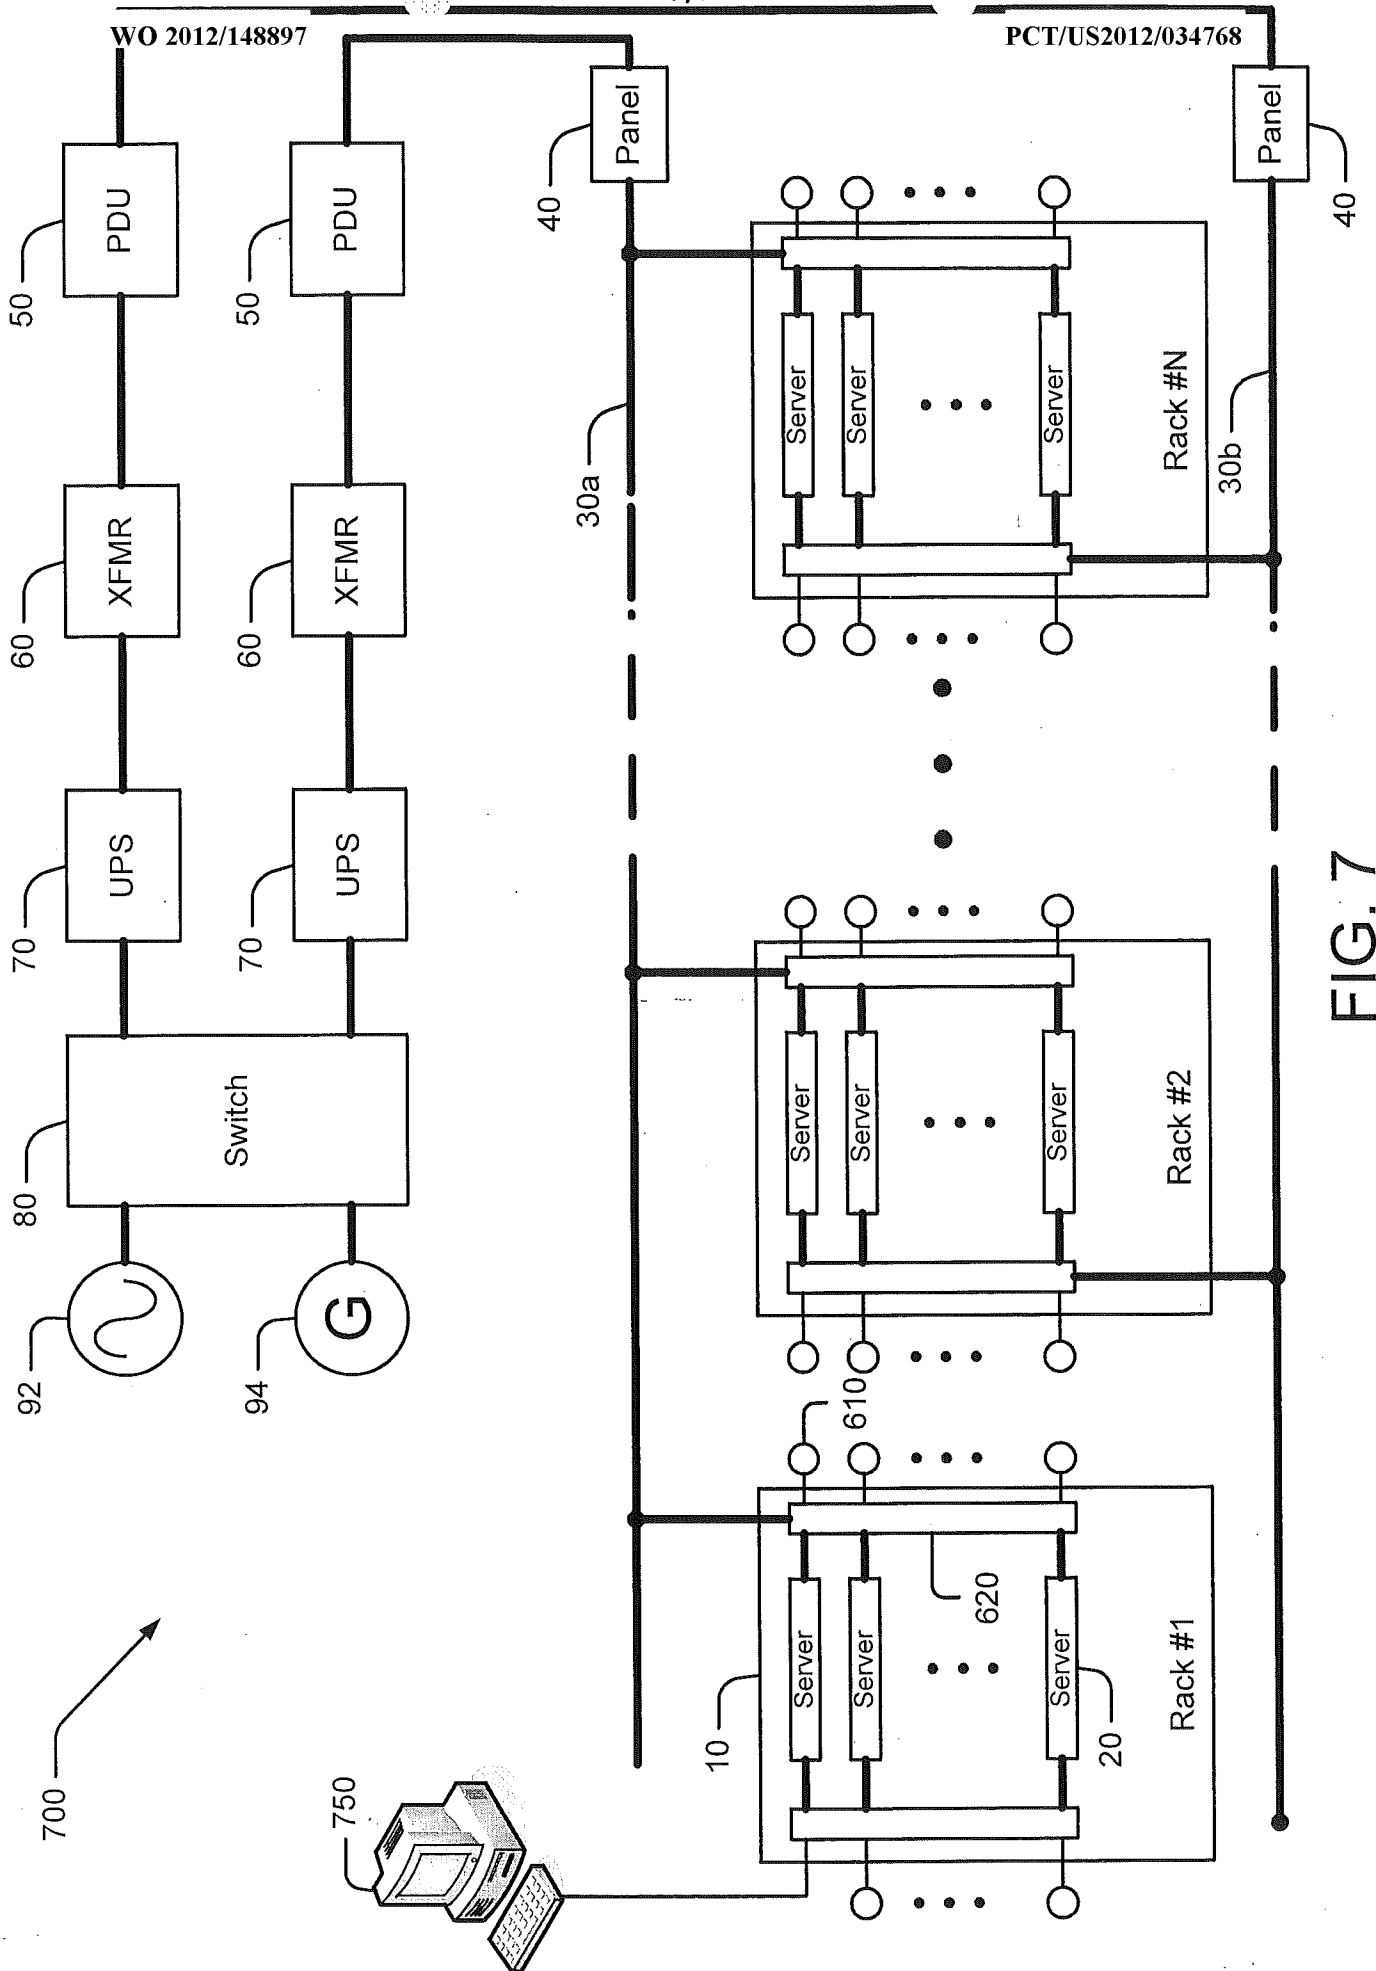 WO 2012/148897
PCT/US2012/034768
700
92
80
70
60
50
Switch
UPS
XFMR
PDU
94
G
70
60
50
UPS
XFMR
PDU
750
30a
40
Panel
10
610
Server
Server
Server
Server
Server
Server
620
Server
Server
Server
20
Rack #1
Rack #2
Rack #N
30b
Panel
40
FIG. 7